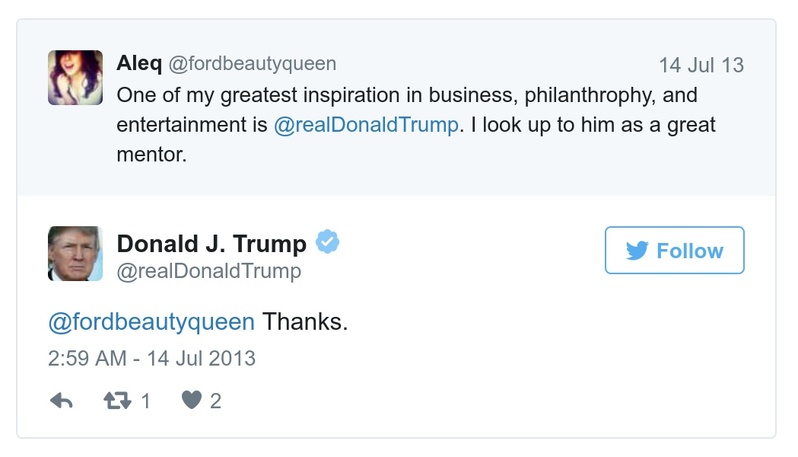 Aleq @fordbeautyqueen 14 Jul 13
One of my greatest inspiration in business, philanthrophy, and
entertainment is @realDonaldTrump. I look up to him as a great
mentor.
Donald J. Trump
@realDonaldTrump
Follow
@fordbeautyqueen Thanks.
2:59 AM - 14 Jul 2013
1 2